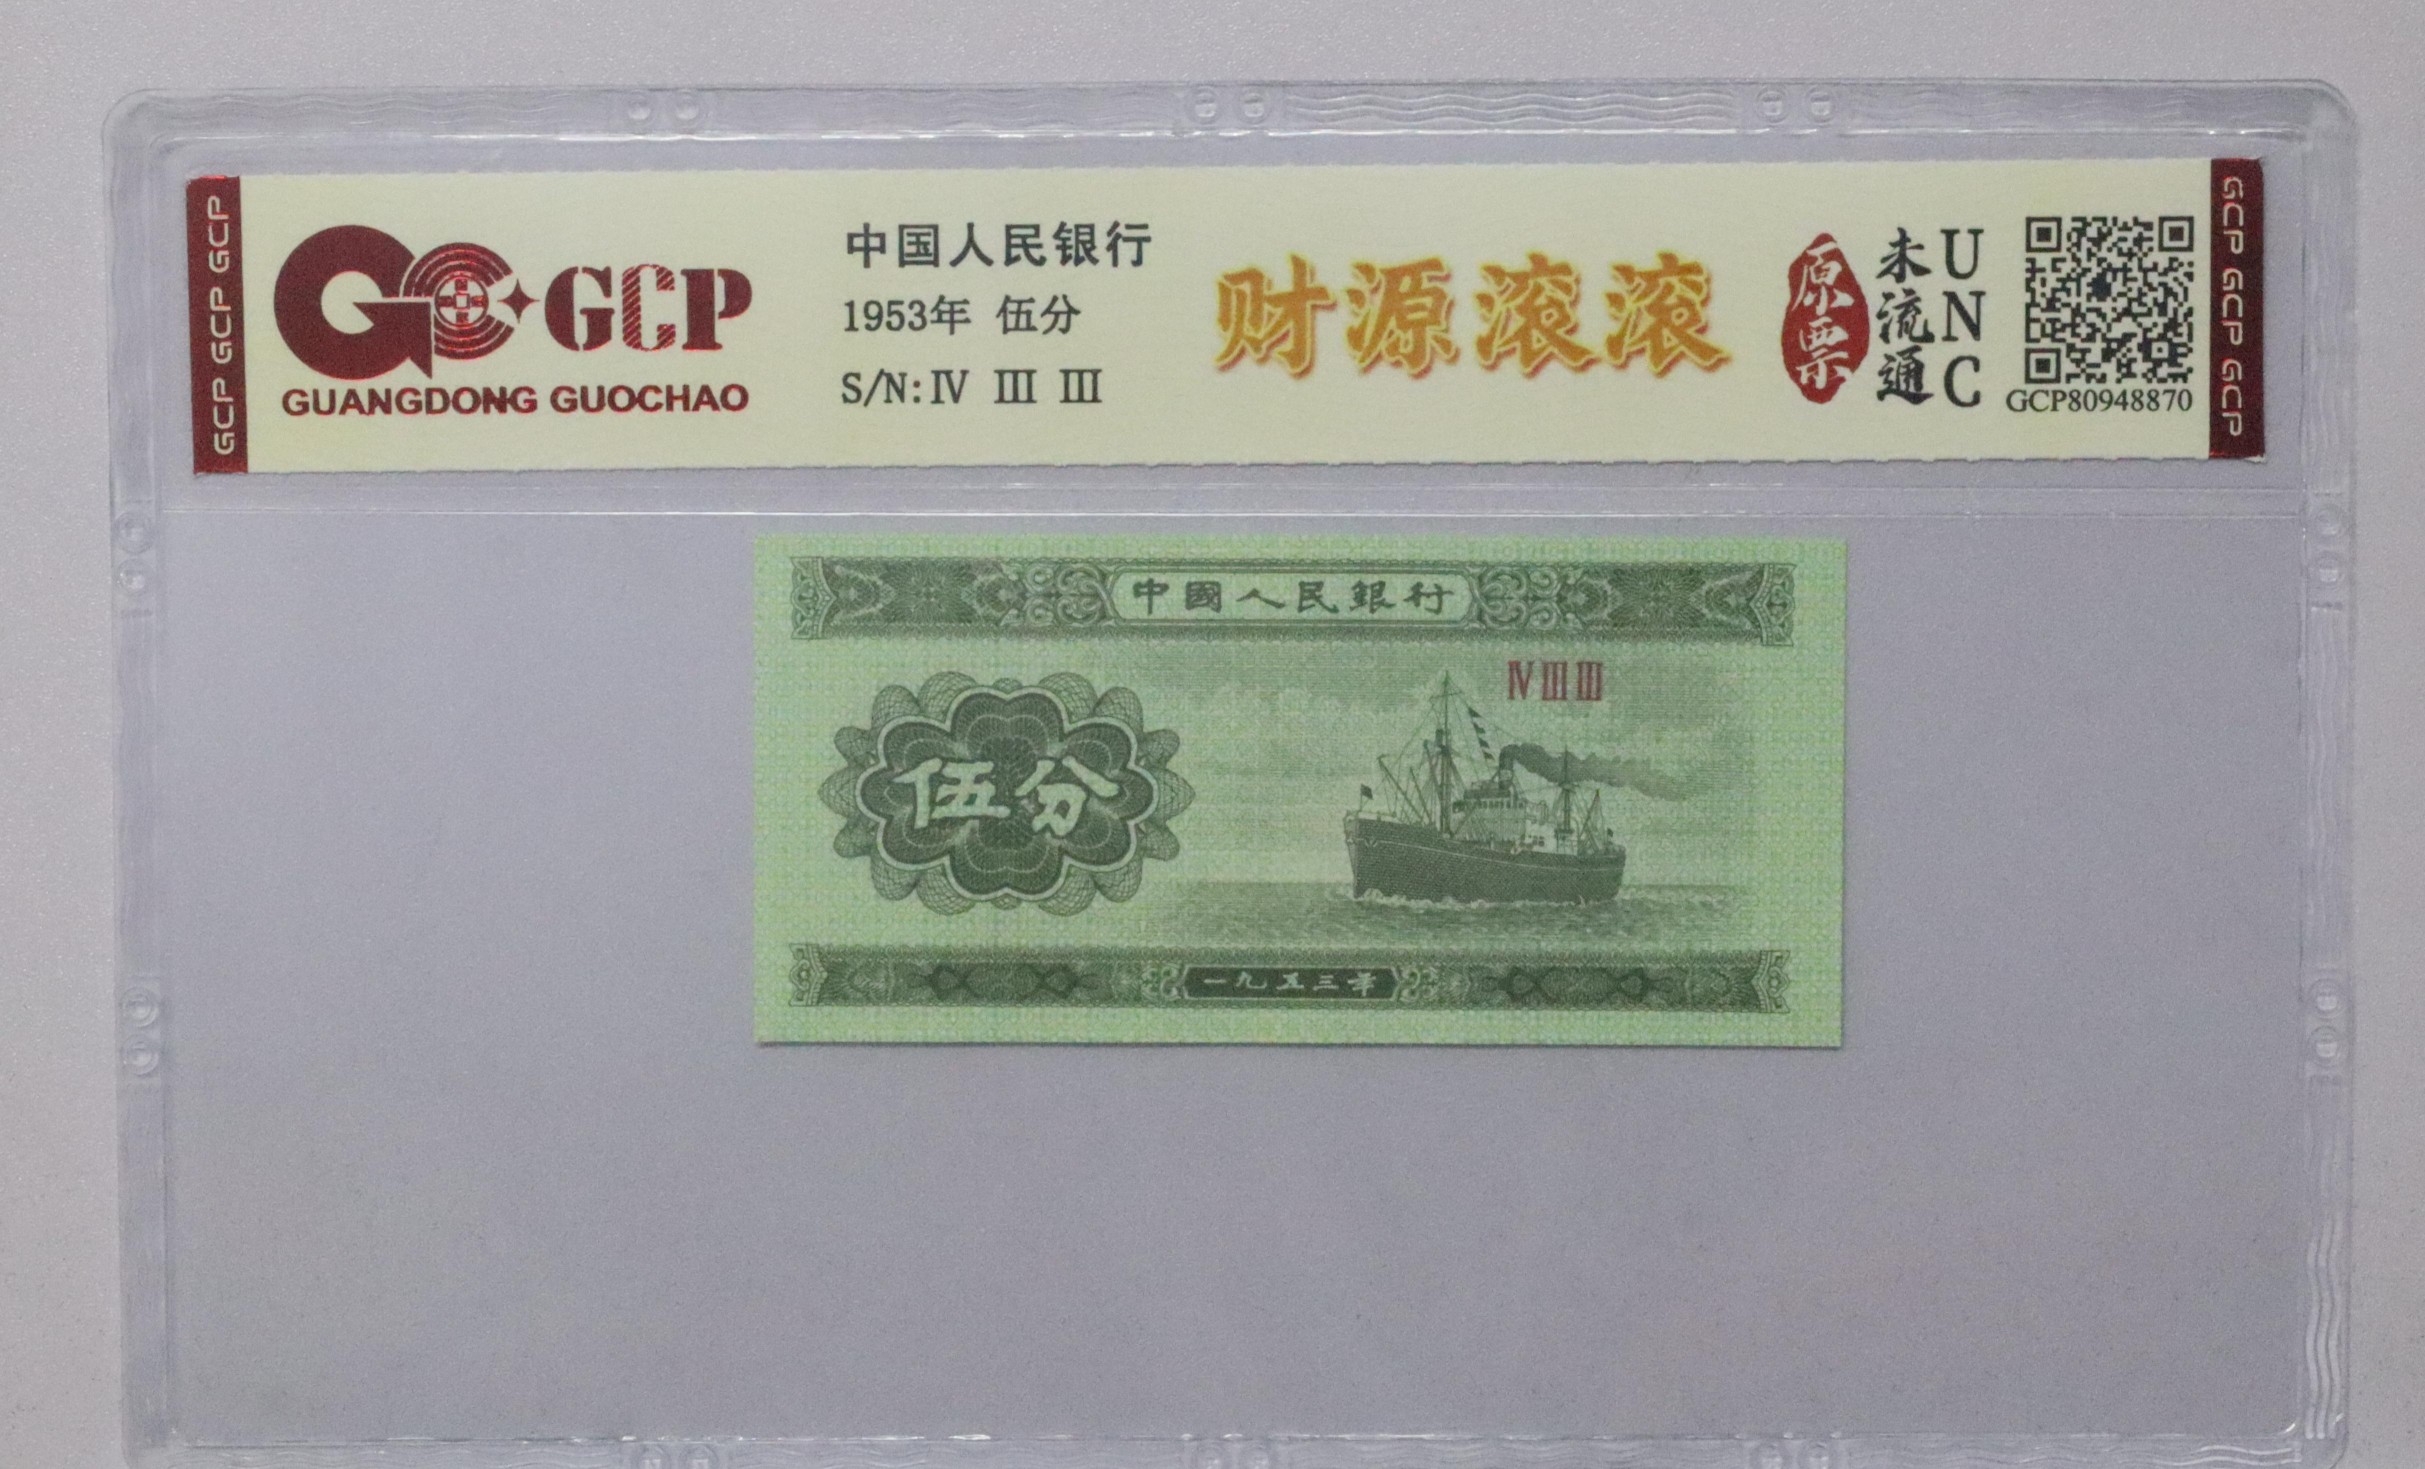 GCP GCP GCP
GCP
GUANGDONG GUOCHAO
中国人民银行
1953年 伍分
S/N: Ⅳ Ⅲ Ⅲ
财源滚滚
原票
未流通
UNC
GCP80948870
GCP GCP GCP
中國人民銀行
Ⅳ Ⅲ Ⅲ
伍分
一九五三年